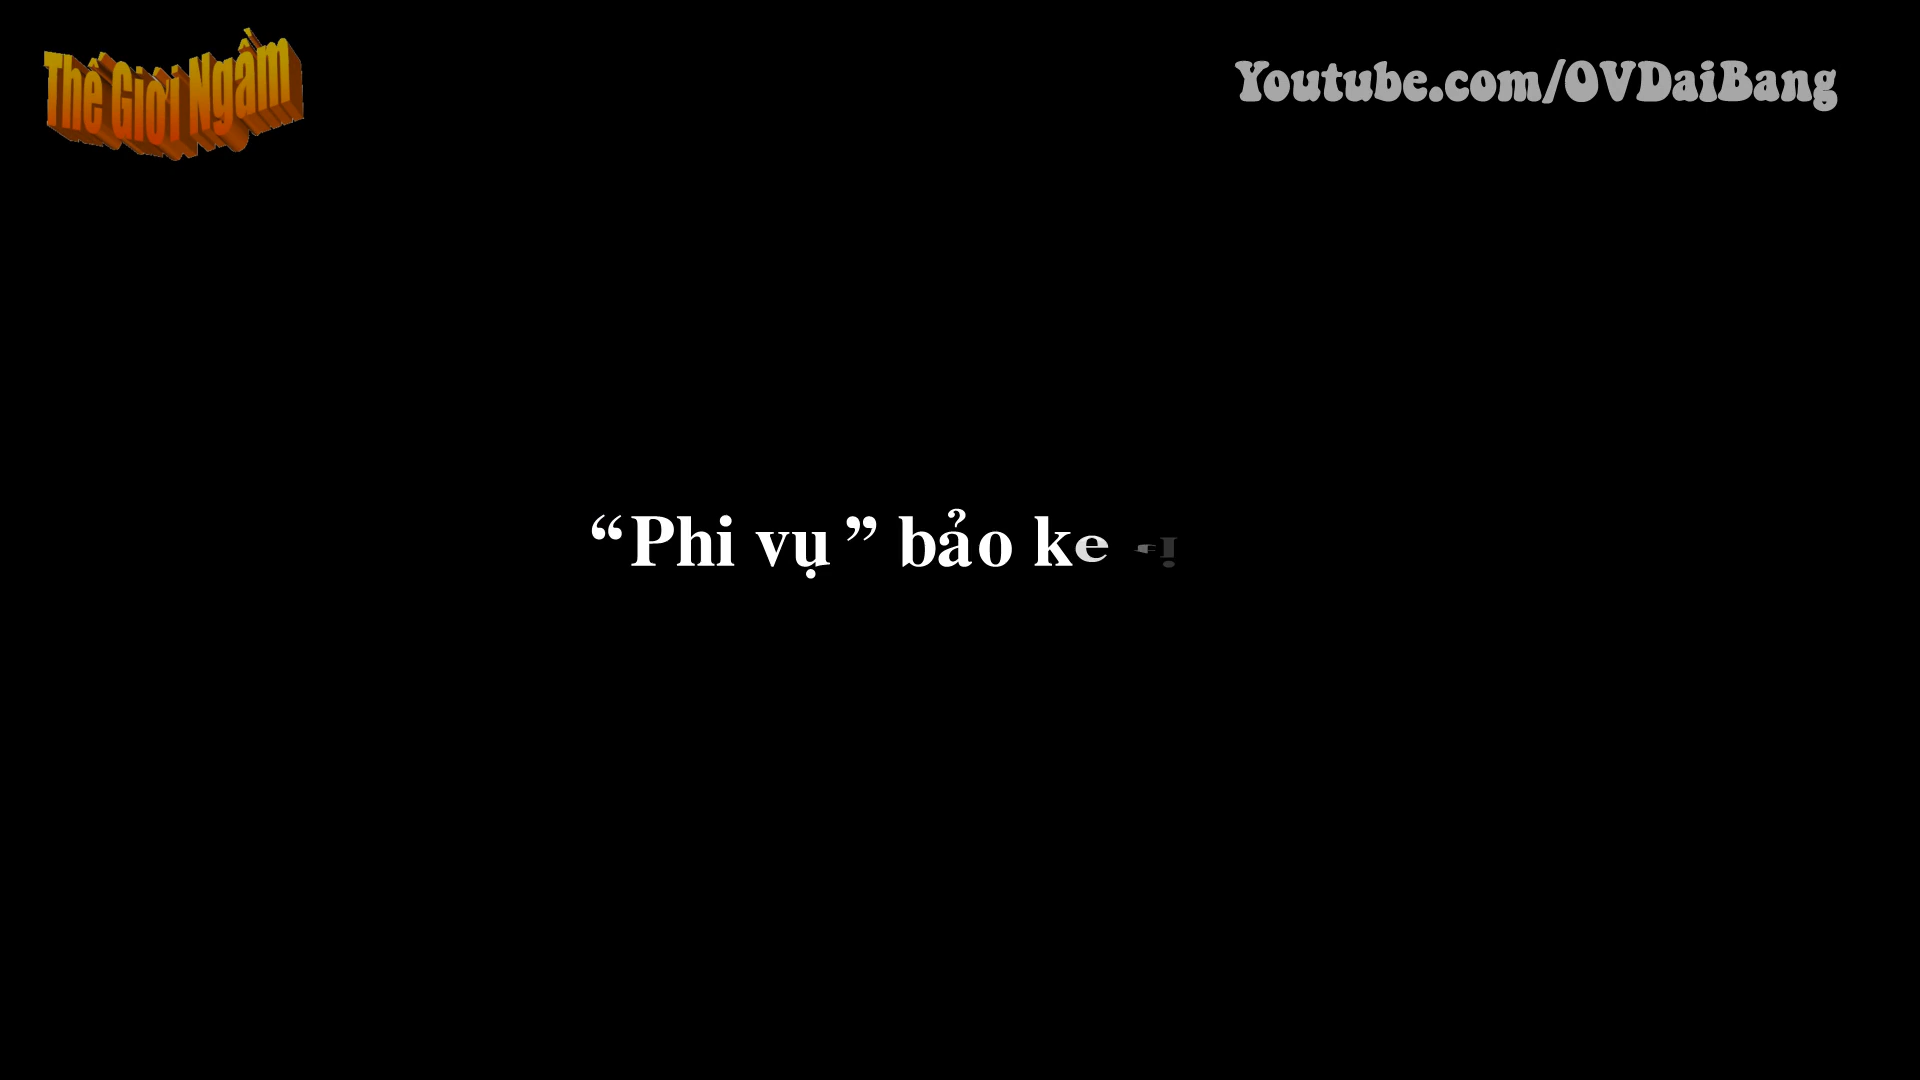 Thế Giới Ngầm
Youtube.com/OVDaiBang
“Phi vụ” bảo ke